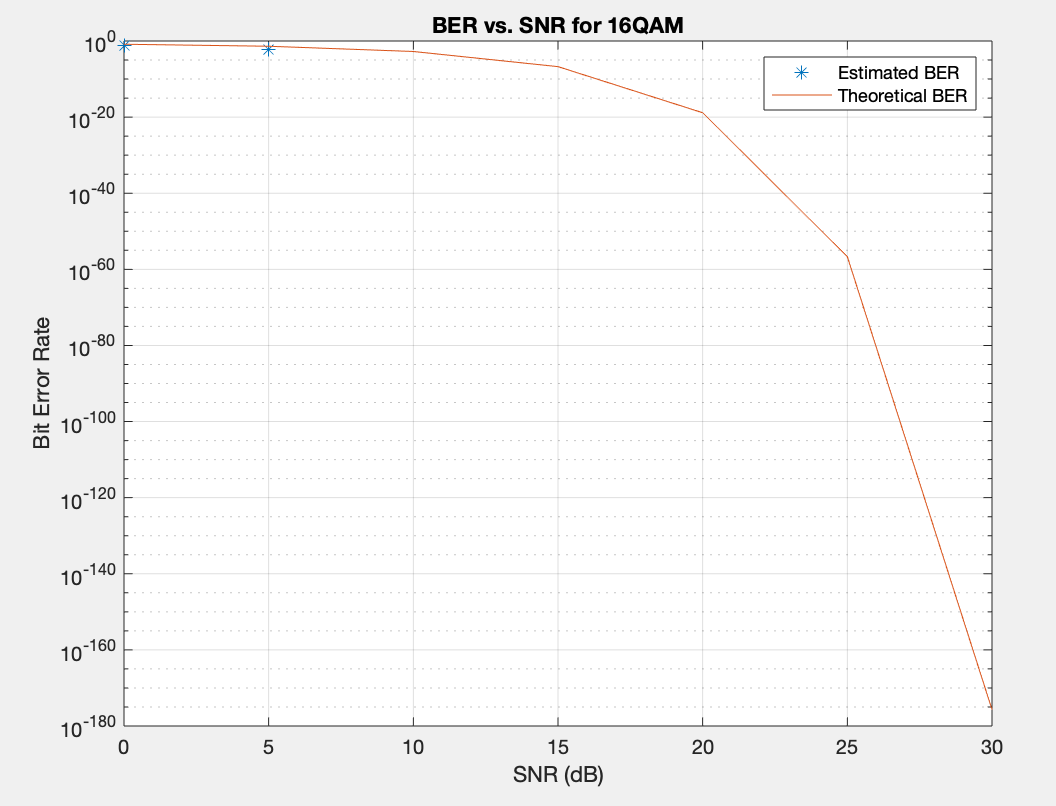 BER vs. SNR for 16QAM
Estimated BER
Theoretical BER
10^0
10^-20
10^-40
10^-60
10^-80
10^-100
10^-120
10^-140
10^-160
10^-180
Bit Error Rate
0 5 10 15 20 25 30
SNR (dB)